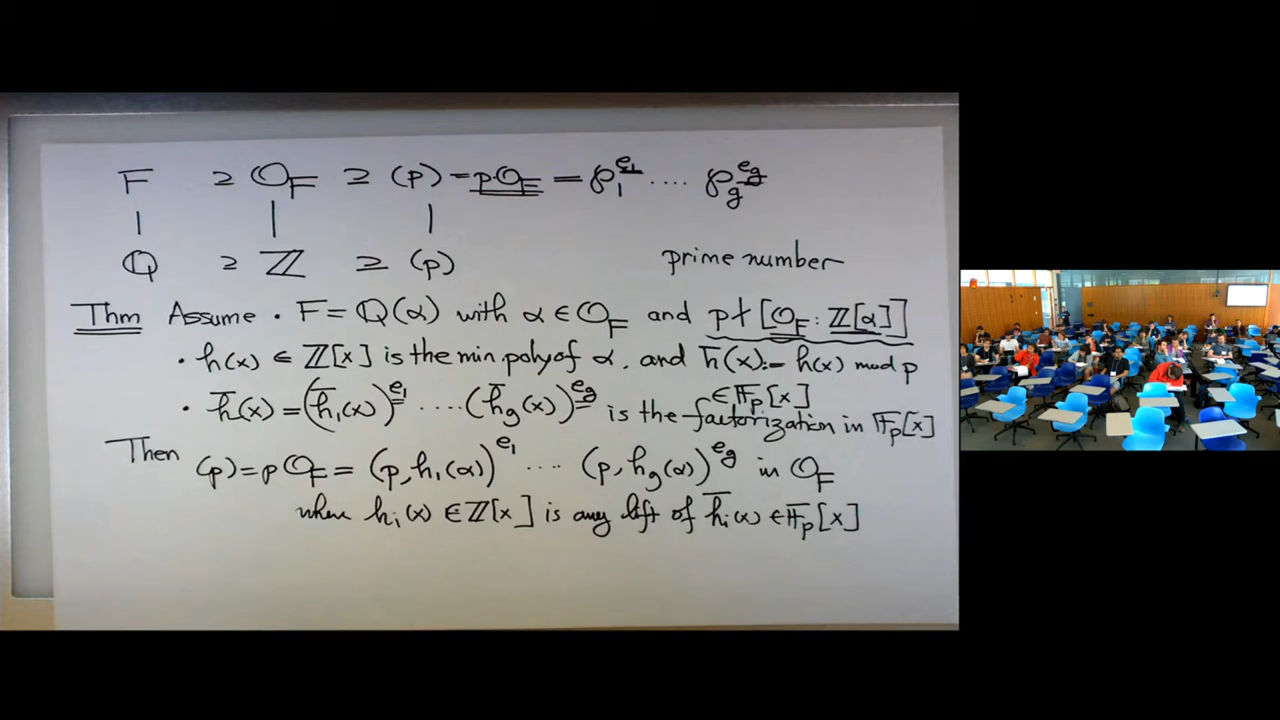 F ⊇ O_F ⊇ (p) = pO_F = ℘_1^{e_1} .... ℘_g^{e_g}
| | |
Q ⊇ ℤ ⊇ (p) prime number
Thm Assume • F = Q(α) with α ∈ O_F and p ∤ [O_F : ℤ[α]]
• h(x) ∈ ℤ[x] is the min poly of α, and h̄(x) := h(x) mod p
∈ 𝔽_p[x]
• h̄(x) = (h̄_1(x))^{e_1} .... (h̄_g(x))^{e_g} is the factorization in 𝔽_p[x]
Then (p) = pO_F = (p, h_1(α))^{e_1} .... (p, h_g(α))^{e_g} in O_F
where h_i(x) ∈ ℤ[x] is any lift of h̄_i(x) ∈ 𝔽_p[x]